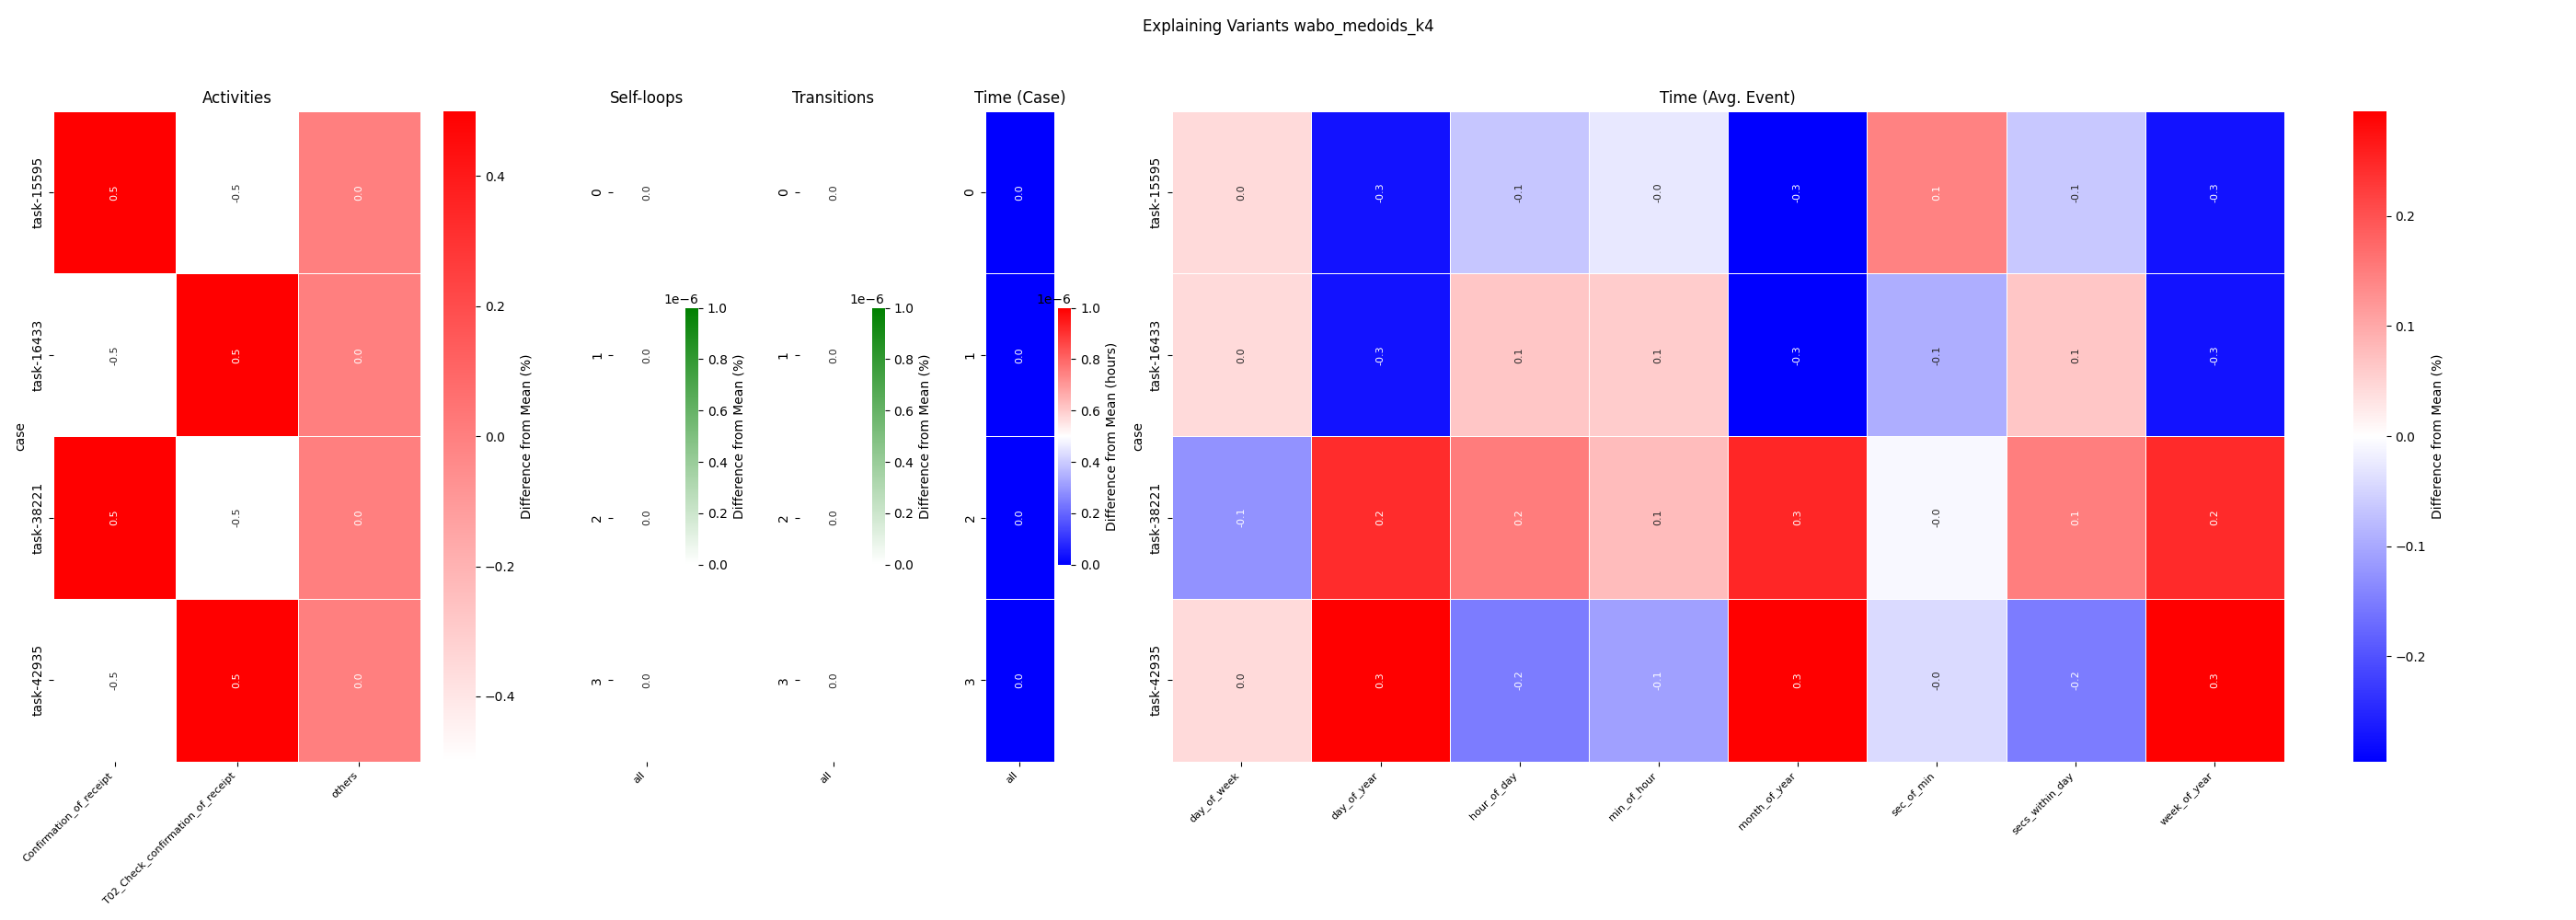 Explaining Variants wabo_medoids_k4
Activities
case
task-15595
task-16433
task-38221
task-42935
0.5 -0.5 0.0
-0.5 0.5 0.0
0.5 -0.5 0.0
-0.5 0.5 0.0
Confirmation_of_receipt
T02_Check_confirmation_of_receipt
others
0.4
0.2
0.0
−0.2
−0.4
Difference from Mean (%)
Self-loops
0 0.0
1 0.0
2 0.0
3 0.0
all
1e−6
1.0
0.8
0.6
0.4
0.2
0.0
Difference from Mean (%)
Transitions
0 0.0
1 0.0
2 0.0
3 0.0
all
1e−6
1.0
0.8
0.6
0.4
0.2
0.0
Difference from Mean (%)
Time (Case)
0 0.0
1 0.0
2 0.0
3 0.0
all
1e−6
1.0
0.8
0.6
0.4
0.2
0.0
Difference from Mean (hours)
Time (Avg. Event)
case
task-15595
task-16433
task-38221
task-42935
0.0 -0.3 -0.1 -0.0 -0.3 0.1 -0.1 -0.3
0.0 -0.3 0.1 0.1 -0.3 -0.1 0.1 -0.3
-0.1 0.2 0.2 0.1 0.3 -0.0 0.1 0.2
0.0 0.3 -0.2 -0.1 0.3 -0.0 -0.2 0.3
day_of_week
day_of_year
hour_of_day
min_of_hour
month_of_year
sec_of_min
secs_within_day
week_of_year
0.2
0.1
0.0
−0.1
−0.2
Difference from Mean (%)